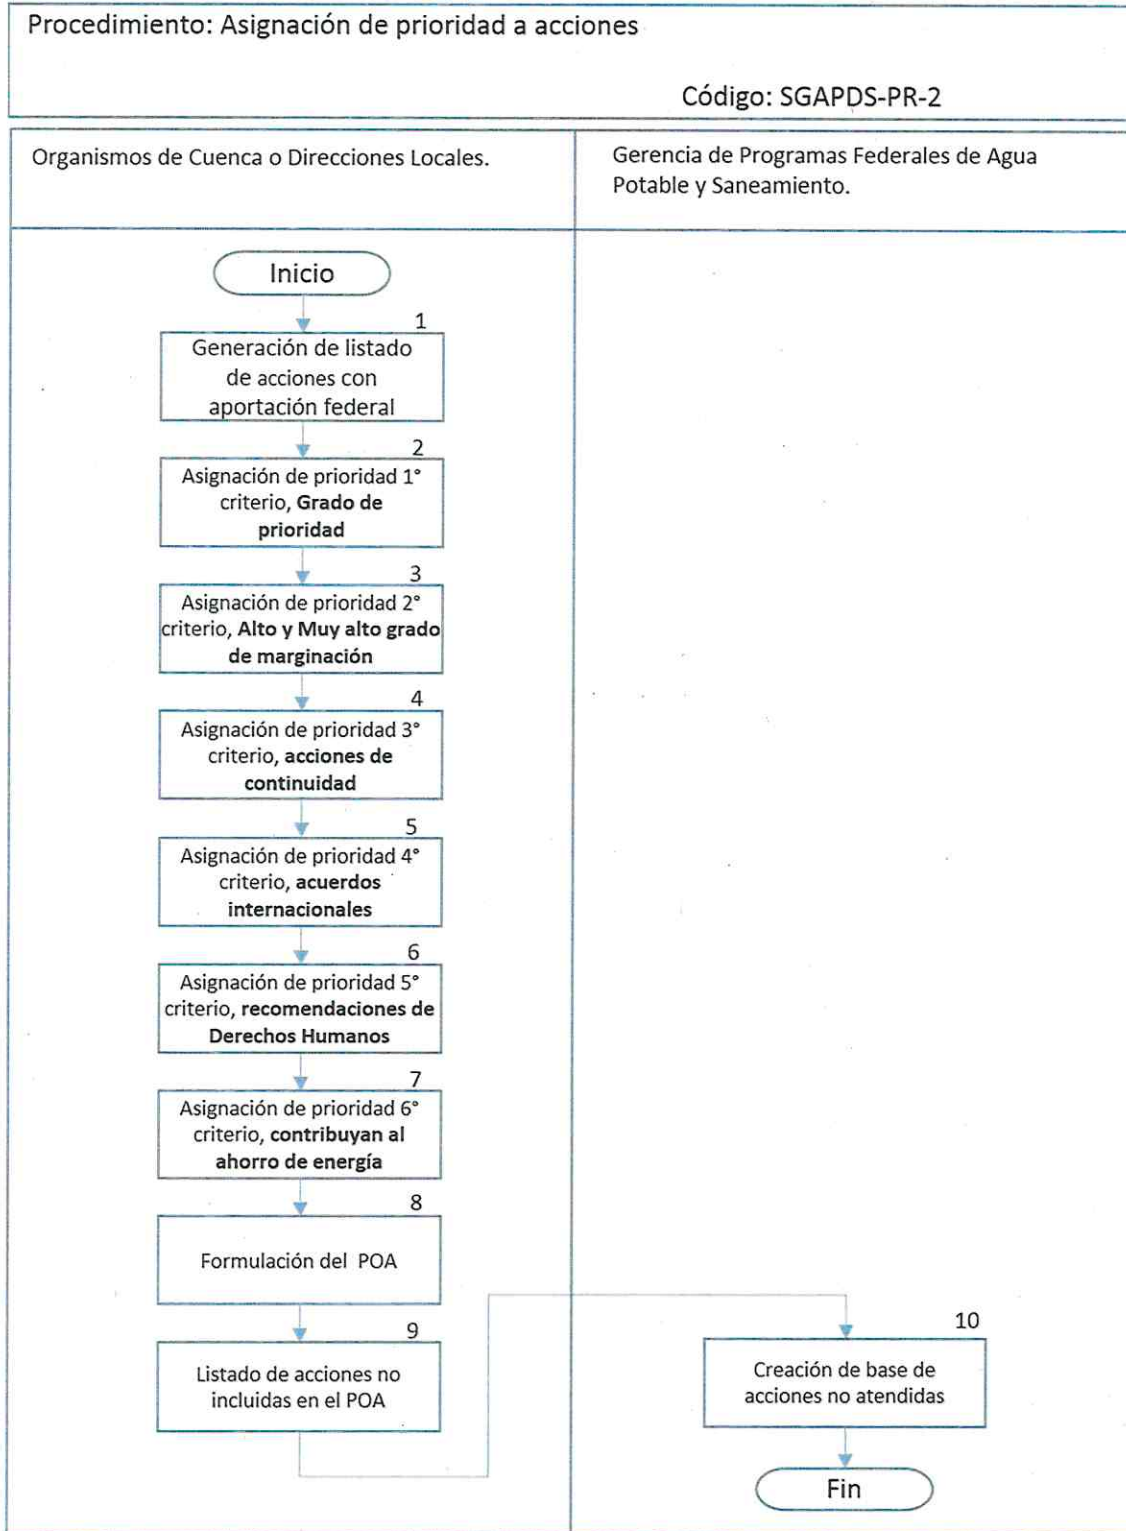 Procedimiento: Asignación de prioridad a acciones
Código: SGAPDS-PR-2
Organismos de Cuenca o Direcciones Locales.
Gerencia de Programas Federales de Agua
Potable y Saneamiento.
Inicio
1
Generación de listado
de acciones con
aportación federal
2
Asignación de prioridad 1°
criterio, Grado de
prioridad
3
Asignación de prioridad 2°
criterio, Alto y Muy alto grado
de marginación
4
Asignación de prioridad 3°
criterio, acciones de
continuidad
5
Asignación de prioridad 4°
criterio, acuerdos
internacionales
6
Asignación de prioridad 5°
criterio, recomendaciones de
Derechos Humanos
7
Asignación de prioridad 6°
criterio, contribuyan al
ahorro de energía
8
Formulación del POA
9
Listado de acciones no
incluidas en el POA
10
Creación de base de
acciones no atendidas
Fin